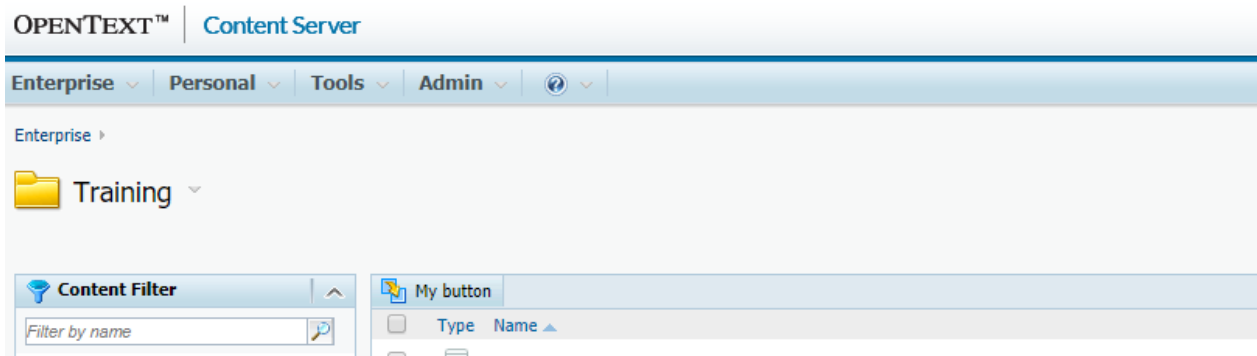 OPENTEXT™ Content Server
Enterprise Personal Tools Admin ?
Enterprise
Training
Content Filter
My button
Filter by name
Type Name